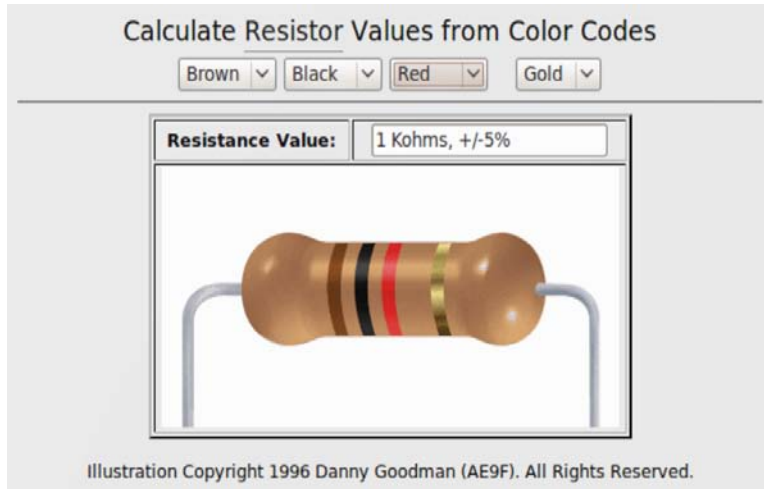 Calculate Resistor Values from Color Codes
Brown Black Red Gold
Resistance Value: 1 Kohms, +/-5%
Illustration Copyright 1996 Danny Goodman (AE9F). All Rights Reserved.